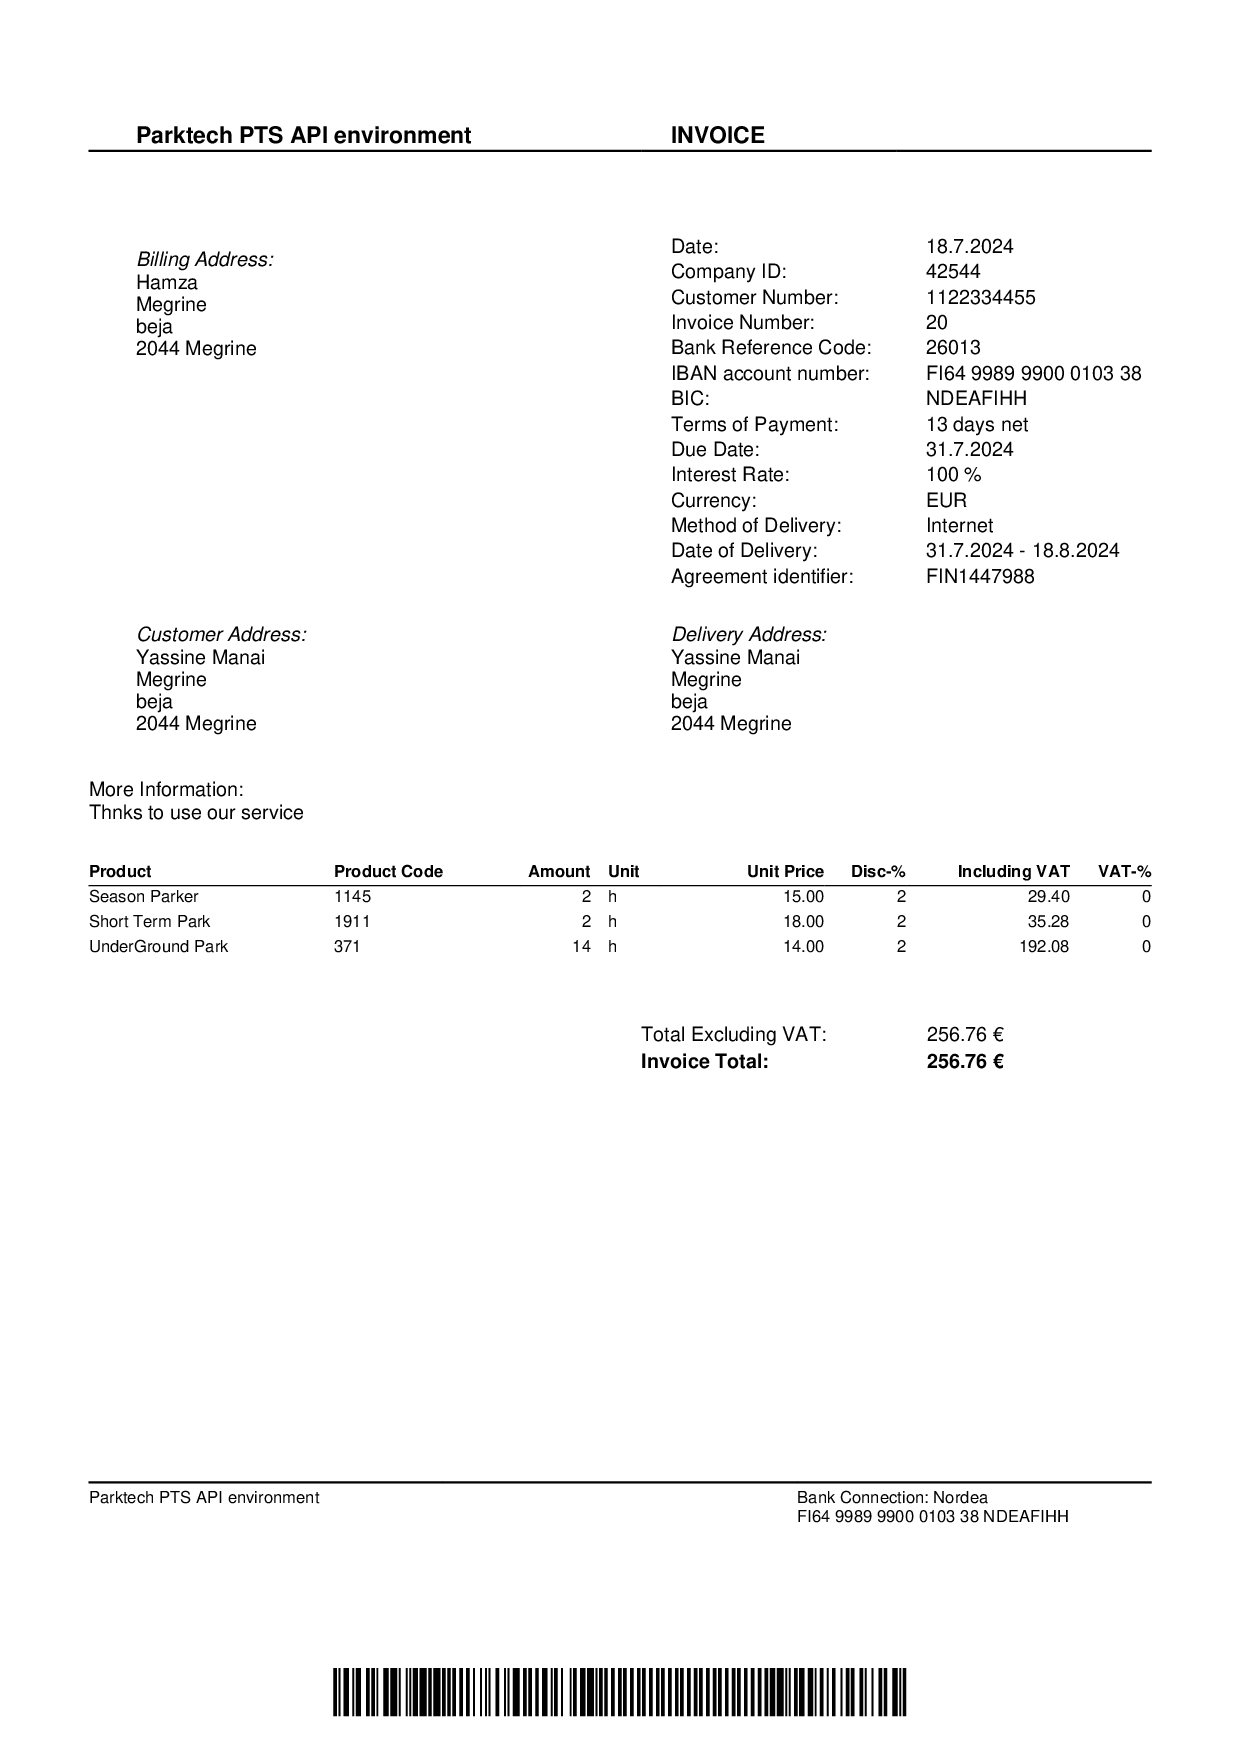 Parktech PTS API environment INVOICE
Billing Address:
Hamza
Megrine
beja
2044 Megrine
Date: 18.7.2024
Company ID: 42544
Customer Number: 1122334455
Invoice Number: 20
Bank Reference Code: 26013
IBAN account number: FI64 9989 9900 0103 38
BIC: NDEAFIHH
Terms of Payment: 13 days net
Due Date: 31.7.2024
Interest Rate: 100 %
Currency: EUR
Method of Delivery: Internet
Date of Delivery: 31.7.2024 - 18.8.2024
Agreement identifier: FIN1447988
Customer Address:
Yassine Manai
Megrine
beja
2044 Megrine
Delivery Address:
Yassine Manai
Megrine
beja
2044 Megrine
More Information:
Thnks to use our service
Product Product Code Amount Unit Unit Price Disc-% Including VAT VAT-%
Season Parker 1145 2 h 15.00 2 29.40 0
Short Term Park 1911 2 h 18.00 2 35.28 0
UnderGround Park 371 14 h 14.00 2 192.08 0
Total Excluding VAT: 256.76 €
Invoice Total: 256.76 €
Parktech PTS API environment
Bank Connection: Nordea
FI64 9989 9900 0103 38 NDEAFIHH